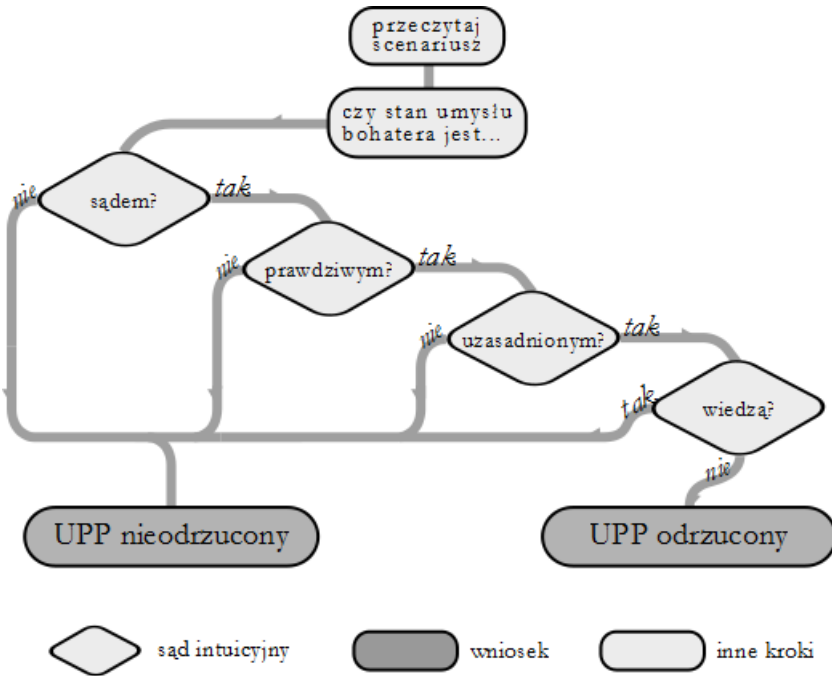 przeczytaj
scenariusz
czy stan umysłu
bohatera jest...
nie
sądem?
tak
nie
prawdziwym?
tak
nie
uzasadnionym?
tak
tak
wiedzą?
nie
UPP nieodrzucony
UPP odrzucony
sąd intuicyjny
wniosek
inne kroki